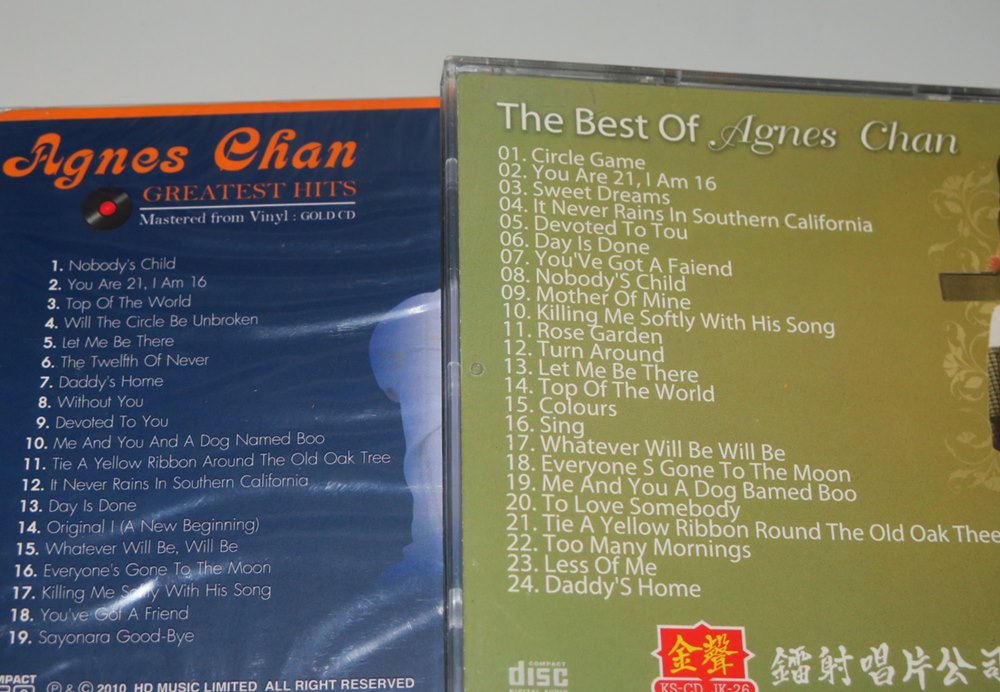 Agnes Chan
GREATEST HITS
Mastered from Vinyl : GOLD CD
1. Nobody's Child
2. You Are 21, I Am 16
3. Top Of The World
4. Will The Circle Be Unbroken
5. Let Me Be There
6. The Twelfth Of Never
7. Daddy's Home
8. Without You
9. Devoted To You
10. Me And You And A Dog Named Boo
11. Tie A Yellow Ribbon Around The Old Oak Tree
12. It Never Rains In Southern California
13. Day Is Done
14. Original I (A New Beginning)
15. Whatever Will Be, Will Be
16. Everyone's Gone To The Moon
17. Killing Me Softly With His Song
18. You've Got A Friend
19. Sayonara Good-Bye
℗ & © 2010 HD MUSIC LIMITED ALL RIGHT RESERVED
The Best Of Agnes Chan
01. Circle Game
02. You Are 21, I Am 16
03. Sweet Dreams
04. It Never Rains In Southern California
05. Devoted To Tou
06. Day Is Done
07. You'Ve Got A Faiend
08. Nobody'S Child
09. Mother Of Mine
10. Killing Me Softly With His Song
11. Rose Garden
12. Turn Around
13. Let Me Be There
14. Top Of The World
15. Colours
16. Sing
17. Whatever Will Be Will Be
18. Everyone S Gone To The Moon
19. Me And You A Dog Bamed Boo
20. To Love Somebody
21. Tie A Yellow Ribbon Round The Old Oak Thee
22. Too Many Mornings
23. Less Of Me
24. Daddy'S Home
COMPACT
disc
DIGITAL AUDIO
金聲
KS-CD JK-26
鐳射唱片公司